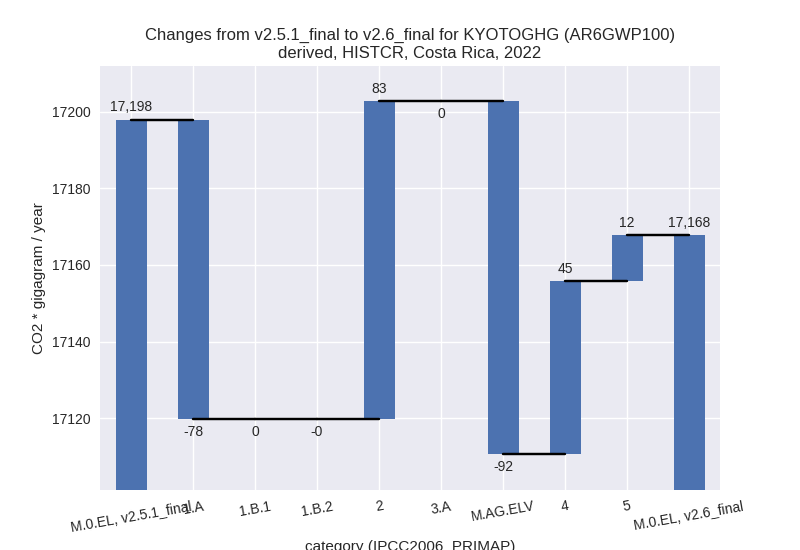 Changes from v2.5.1_final to v2.6_final for KYOTOGHG (AR6GWP100)
derived, HISTCR, Costa Rica, 2022
CO2 * gigagram / year
17200
17180
17160
17140
17120
17,198
-78
0
-0
83
0
-92
45
12
17,168
M.0.EL, v2.5.1_final
1.A
1.B.1
1.B.2
2
3.A
M.AG.ELV
4
5
M.0.EL, v2.6_final
category (IPCC2006_PRIMAP)